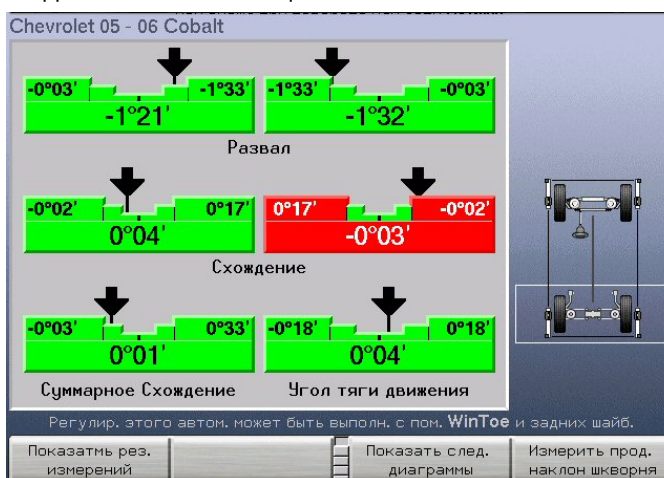 Chevrolet 05 - 06 Cobalt
-0°03' -1°33' -1°33' -0°03'
-1°21' -1°32'
Развал
-0°02' 0°17' 0°17' -0°02'
0°04' -0°03'
Схождение
-0°03' 0°33' -0°18' 0°18'
0°01' 0°04'
Суммарное Схождение Угол тяги движения
Регулир. этого автом. может быть выполн. с пом. WinToe и задних шайб.
Показатмь рез. Показать след. Измерить прод.
измерений диаграммы наклон шкворня